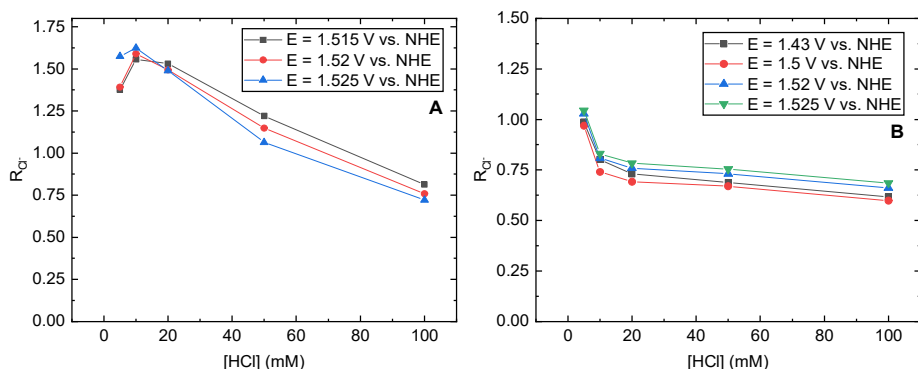 E = 1.515 V vs. NHE
E = 1.52 V vs. NHE
E = 1.525 V vs. NHE
A
R_Cl⁻
1.75
1.50
1.25
1.00
0.75
0.50
0.25
0.00
0 20 40 60 80 100
[HCl] (mM)
E = 1.43 V vs. NHE
E = 1.5 V vs. NHE
E = 1.52 V vs. NHE
E = 1.525 V vs. NHE
B
R_Cl⁻
1.50
1.25
1.00
0.75
0.50
0.25
0.00
0 20 40 60 80 100
[HCl] (mM)